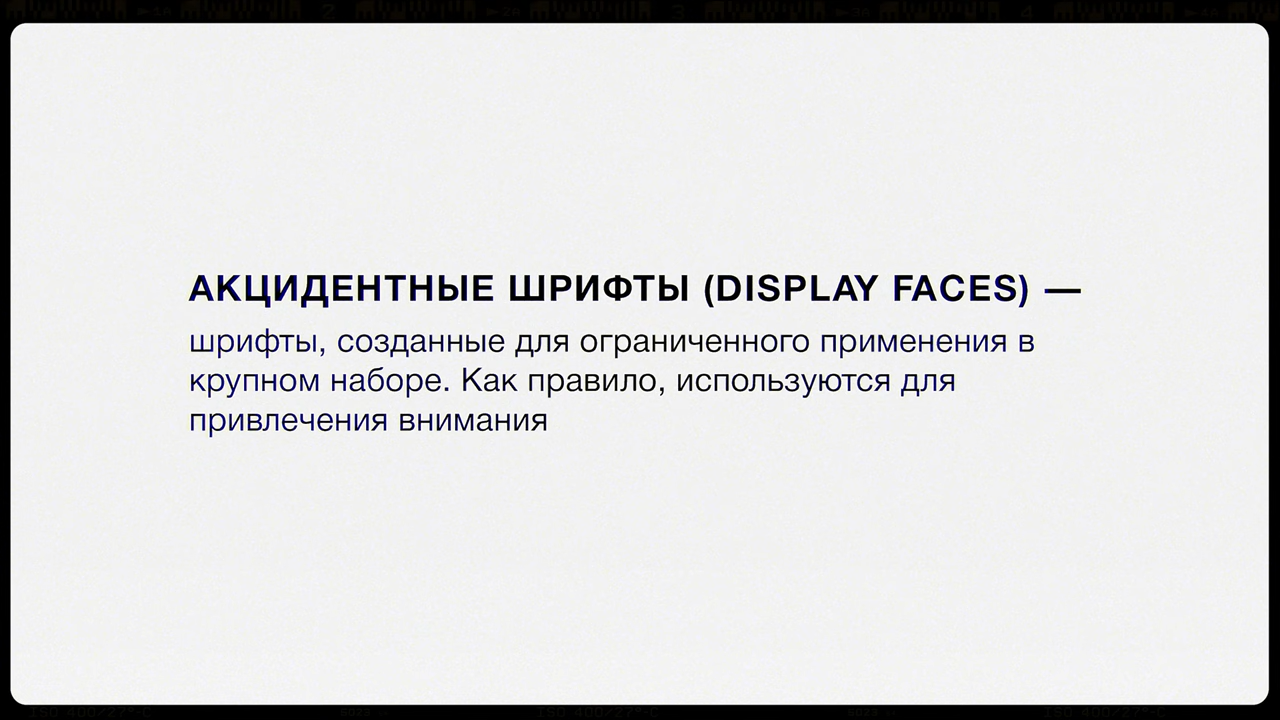 АКЦИДЕНТНЫЕ ШРИФТЫ (DISPLAY FACES) —
шрифты, созданные для ограниченного применения в
крупном наборе. Как правило, используются для
привлечения внимания